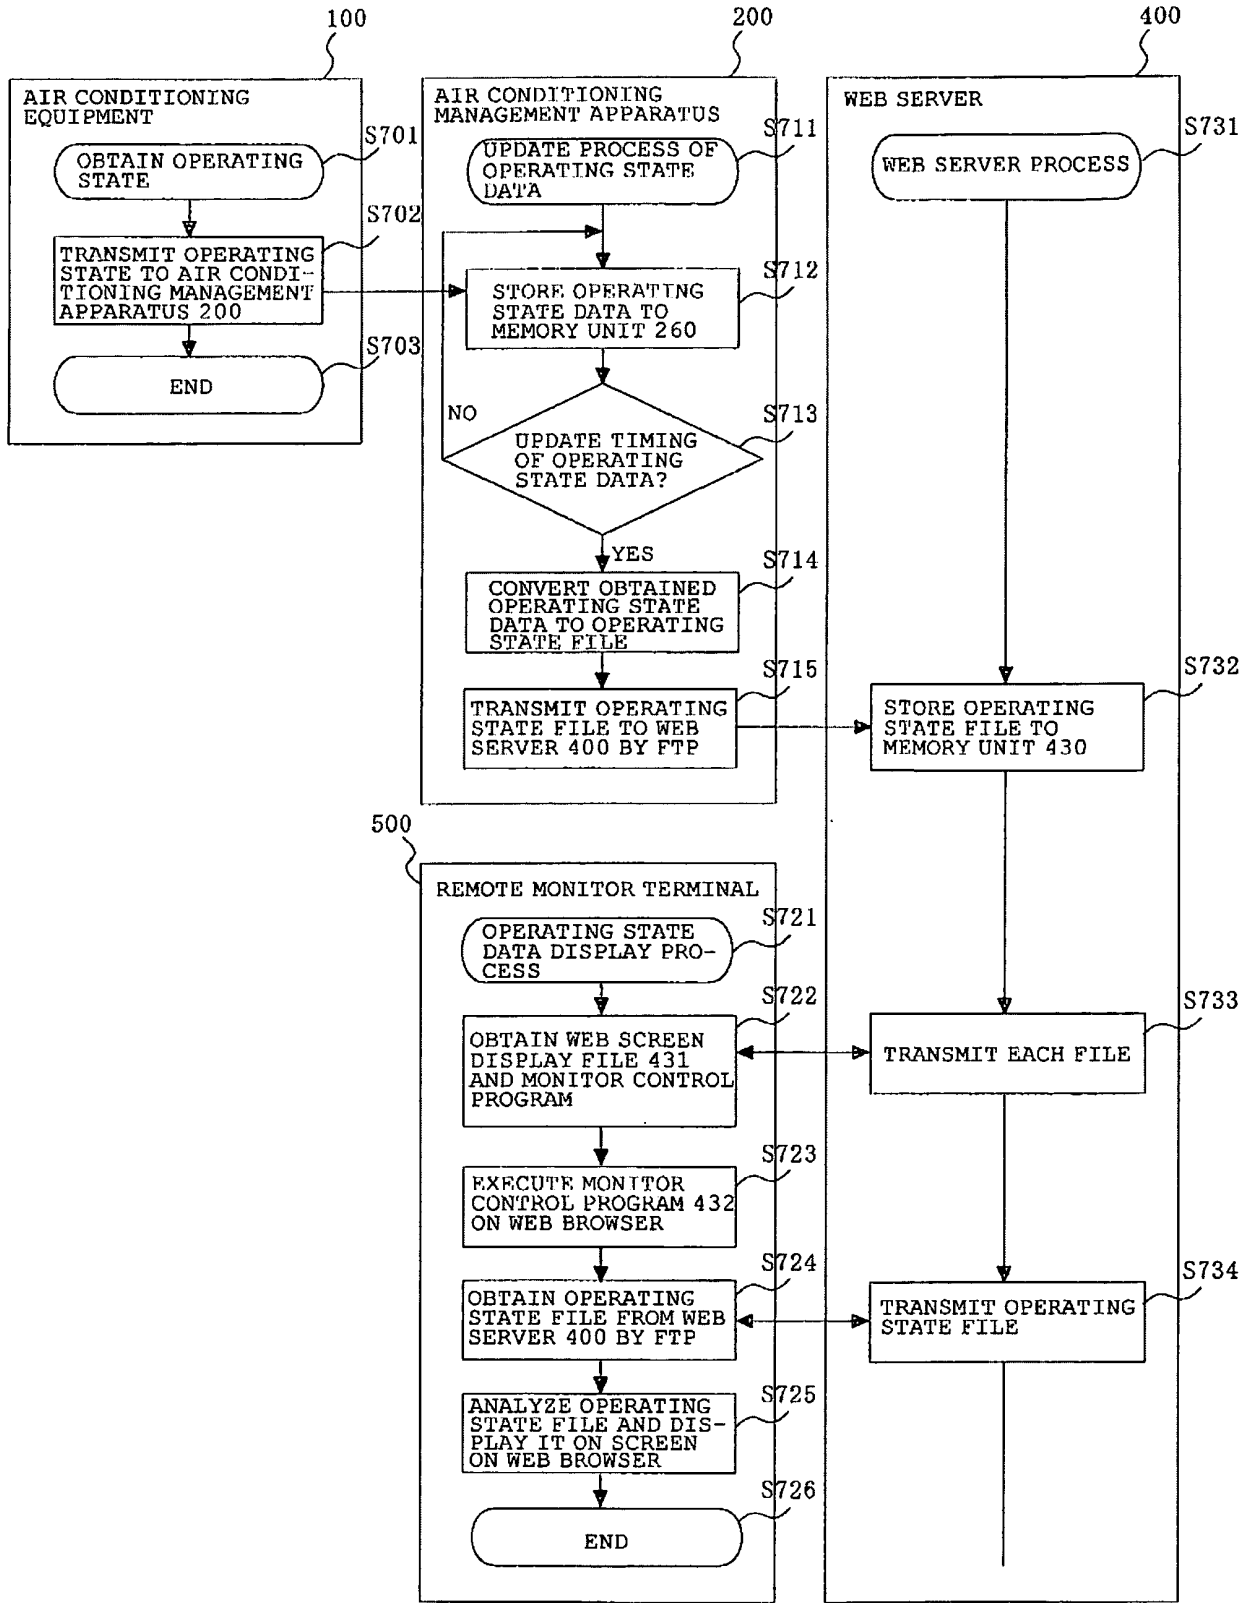 100
AIR CONDITIONING
EQUIPMENT
S701
OBTAIN OPERATING
STATE
S702
TRANSMIT OPERATING
STATE TO AIR CONDI-
TIONING MANAGEMENT
APPARATUS 200
S703
END
200
AIR CONDITIONING
MANAGEMENT APPARATUS
S711
UPDATE PROCESS OF
OPERATING STATE
DATA
S712
STORE OPERATING
STATE DATA TO
MEMORY UNIT 260
NO
S713
UPDATE TIMING
OF OPERATING
STATE DATA?
YES
S714
CONVERT OBTAINED
OPERATING STATE
DATA TO OPERATING
STATE FILE
S715
TRANSMIT OPERATING
STATE FILE TO WEB
SERVER 400 BY FTP
500
REMOTE MONITOR TERMINAL
S721
OPERATING STATE
DATA DISPLAY PRO-
CESS
S722
OBTAIN WEB SCREEN
DISPLAY FILE 431
AND MONITOR CONTROL
PROGRAM
S723
EXECUTE MONITOR
CONTROL PROGRAM 432
ON WEB BROWSER
S724
OBTAIN OPERATING
STATE FILE FROM WEB
SERVER 400 BY FTP
S725
ANALYZE OPERATING
STATE FILE AND DIS-
PLAY IT ON SCREEN
ON WEB BROWSER
S726
END
400
WEB SERVER
S731
WEB SERVER PROCESS
S732
STORE OPERATING
STATE FILE TO
MEMORY UNIT 430
S733
TRANSMIT EACH FILE
S734
TRANSMIT OPERATING
STATE FILE